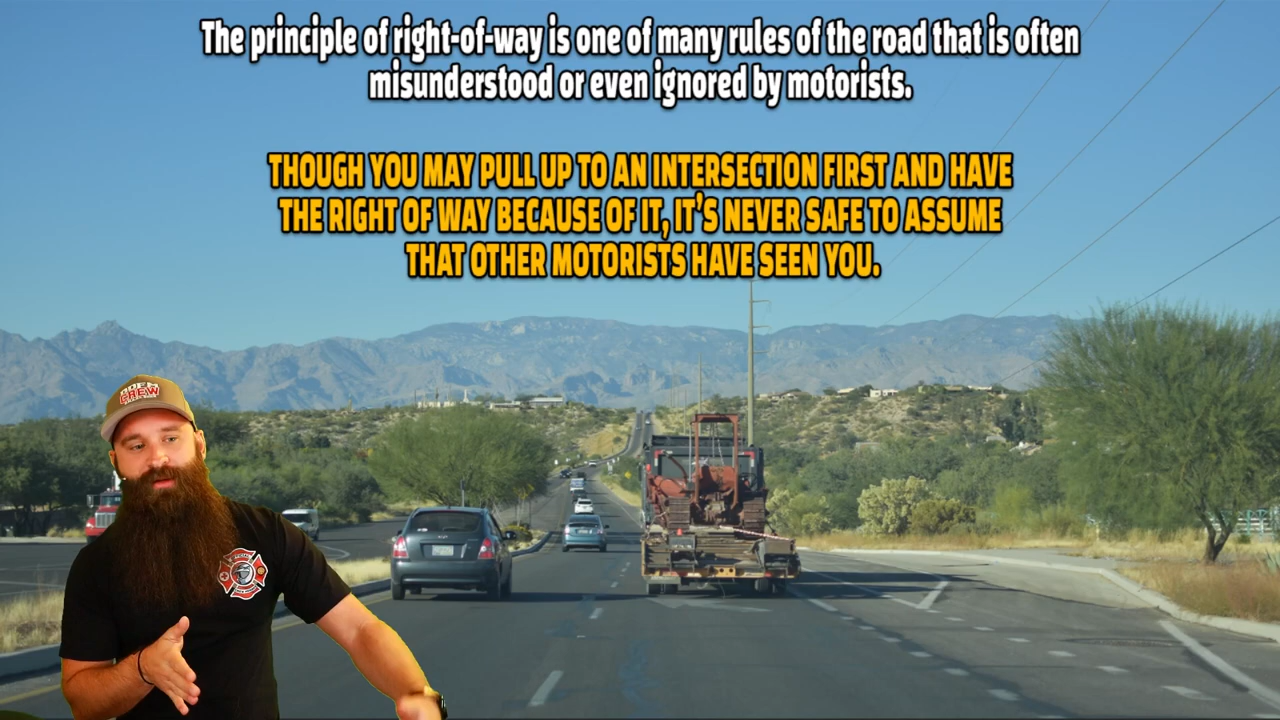 The principle of right-of-way is one of many rules of the road that is often
misunderstood or even ignored by motorists.
THOUGH YOU MAY PULL UP TO AN INTERSECTION FIRST AND HAVE
THE RIGHT OF WAY BECAUSE OF IT, IT'S NEVER SAFE TO ASSUME
THAT OTHER MOTORISTS HAVE SEEN YOU.
CREW